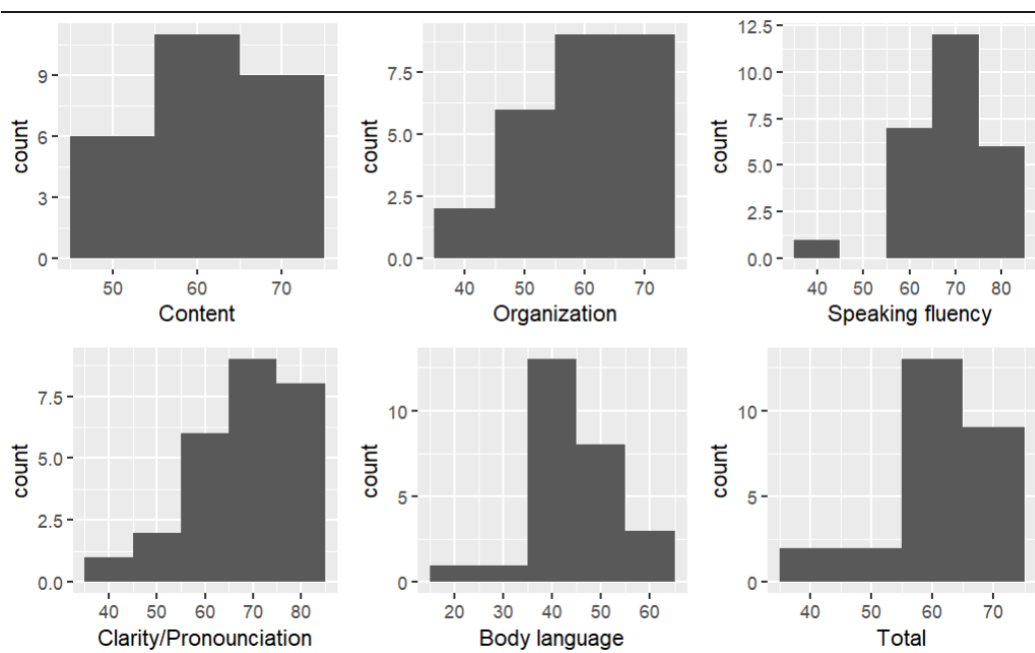 count
0
3
6
9
50 60 70
Content
count
0.0
2.5
5.0
7.5
40 50 60 70
Organization
count
0.0
2.5
5.0
7.5
10.0
12.5
40 60 70 80
Speaking fluency
count
0.0
2.5
5.0
7.5
40 50 60 70 80
Clarity/Pronounciation
count
0
5
10
20 30 40 50 60
Body language
count
0
5
10
40 50 60 70
Total